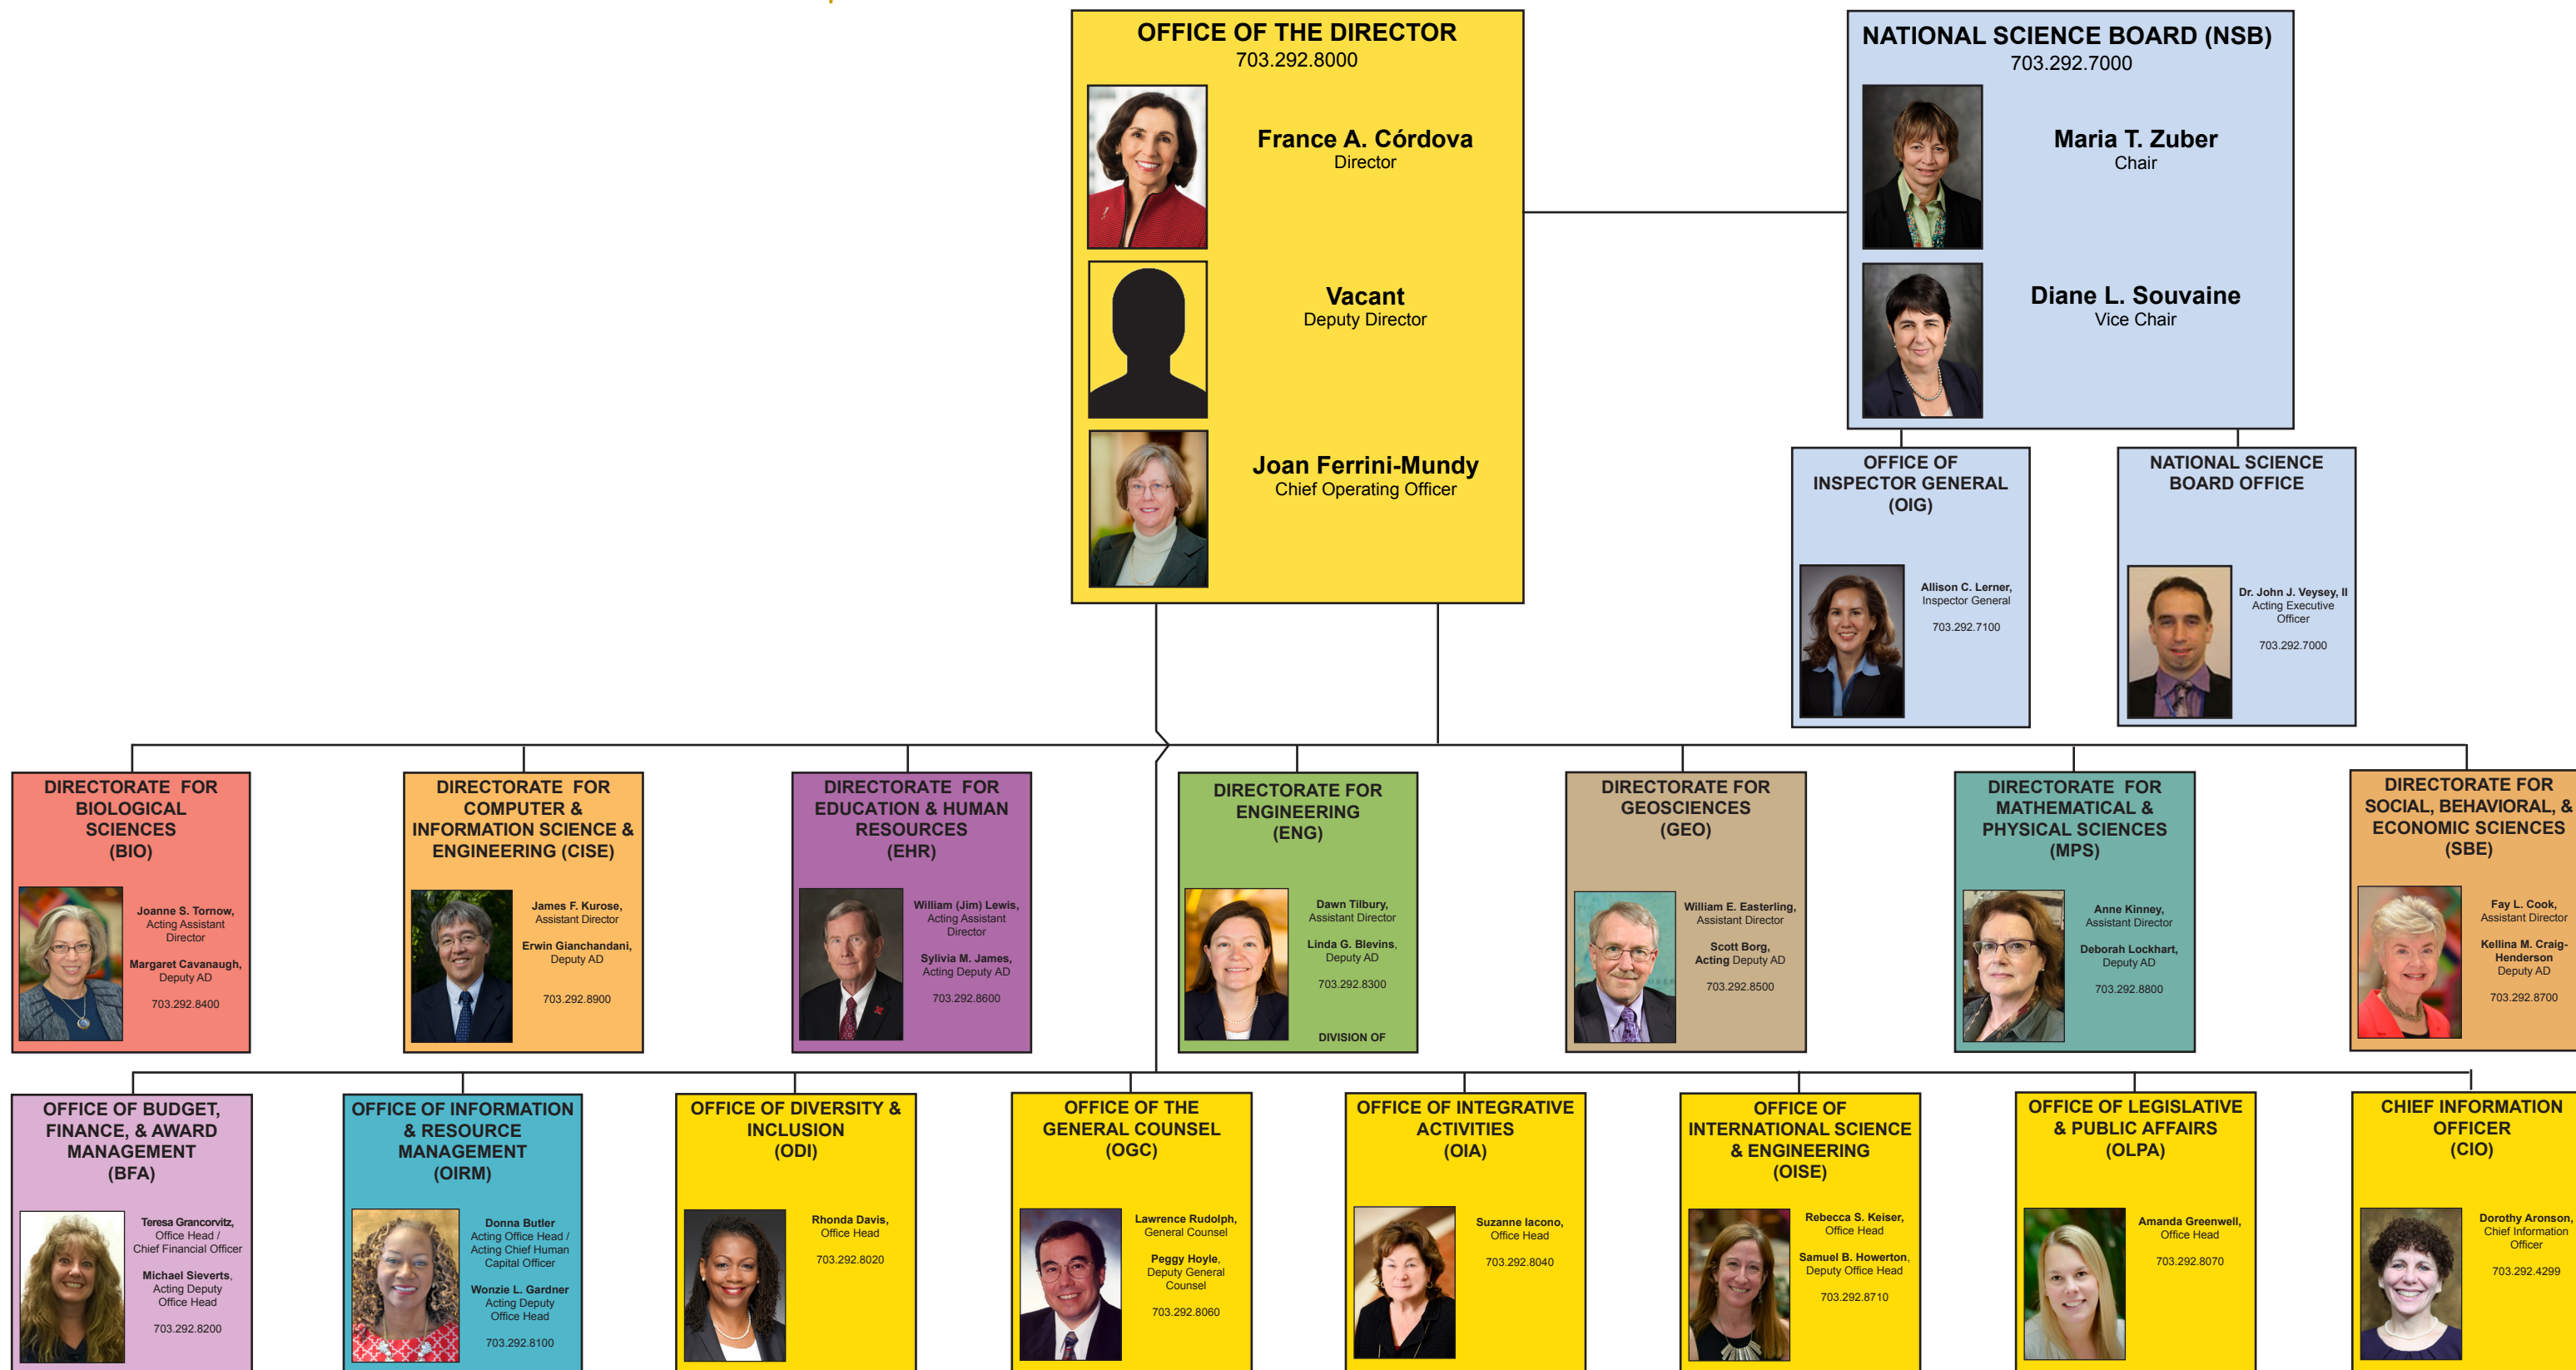 OFFICE OF THE DIRECTOR
703.292.8000
France A. Córdova
Director
Vacant
Deputy Director
Joan Ferrini-Mundy
Chief Operating Officer
NATIONAL SCIENCE BOARD (NSB)
703.292.7000
Maria T. Zuber
Chair
Diane L. Souvaine
Vice Chair
OFFICE OF
INSPECTOR GENERAL
(OIG)
Allison C. Lerner,
Inspector General
703.292.7100
NATIONAL SCIENCE
BOARD OFFICE
Dr. John J. Veysey, II
Acting Executive
Officer
703.292.7000
DIRECTORATE FOR
BIOLOGICAL
SCIENCES
(BIO)
Joanne S. Tornow,
Acting Assistant
Director
Margaret Cavanaugh,
Deputy AD
703.292.8400
DIRECTORATE FOR
COMPUTER &
INFORMATION SCIENCE &
ENGINEERING (CISE)
James F. Kurose,
Assistant Director
Erwin Gianchandani,
Deputy AD
703.292.8900
DIRECTORATE FOR
EDUCATION & HUMAN
RESOURCES
(EHR)
William (Jim) Lewis,
Acting Assistant
Director
Sylivia M. James,
Acting Deputy AD
703.292.8600
DIRECTORATE FOR
ENGINEERING
(ENG)
Dawn Tilbury,
Assistant Director
Linda G. Blevins,
Deputy AD
703.292.8300
DIVISION OF
DIRECTORATE FOR
GEOSCIENCES
(GEO)
William E. Easterling,
Assistant Director
Scott Borg,
Acting Deputy AD
703.292.8500
DIRECTORATE FOR
MATHEMATICAL &
PHYSICAL SCIENCES
(MPS)
Anne Kinney,
Assistant Director
Deborah Lockhart,
Deputy AD
703.292.8800
DIRECTORATE FOR
SOCIAL, BEHAVIORAL, &
ECONOMIC SCIENCES
(SBE)
Fay L. Cook,
Assistant Director
Kellina M. Craig-
Henderson
Deputy AD
703.292.8700
OFFICE OF BUDGET,
FINANCE, & AWARD
MANAGEMENT
(BFA)
Teresa Grancorvitz,
Office Head /
Chief Financial Officer
Michael Sieverts,
Acting Deputy
Office Head
703.292.8200
OFFICE OF INFORMATION
& RESOURCE
MANAGEMENT
(OIRM)
Donna Butler
Acting Office Head /
Acting Chief Human
Capital Officer
Wonzie L. Gardner
Acting Deputy
Office Head
703.292.8100
OFFICE OF DIVERSITY &
INCLUSION
(ODI)
Rhonda Davis,
Office Head
703.292.8020
OFFICE OF THE
GENERAL COUNSEL
(OGC)
Lawrence Rudolph,
General Counsel
Peggy Hoyle,
Deputy General
Counsel
703.292.8060
OFFICE OF INTEGRATIVE
ACTIVITIES
(OIA)
Suzanne Iacono,
Office Head
703.292.8040
OFFICE OF
INTERNATIONAL SCIENCE
& ENGINEERING
(OISE)
Rebecca S. Keiser,
Office Head
Samuel B. Howerton,
Deputy Office Head
703.292.8710
OFFICE OF LEGISLATIVE
& PUBLIC AFFAIRS
(OLPA)
Amanda Greenwell,
Office Head
703.292.8070
CHIEF INFORMATION
OFFICER
(CIO)
Dorothy Aronson,
Chief Information
Officer
703.292.4299